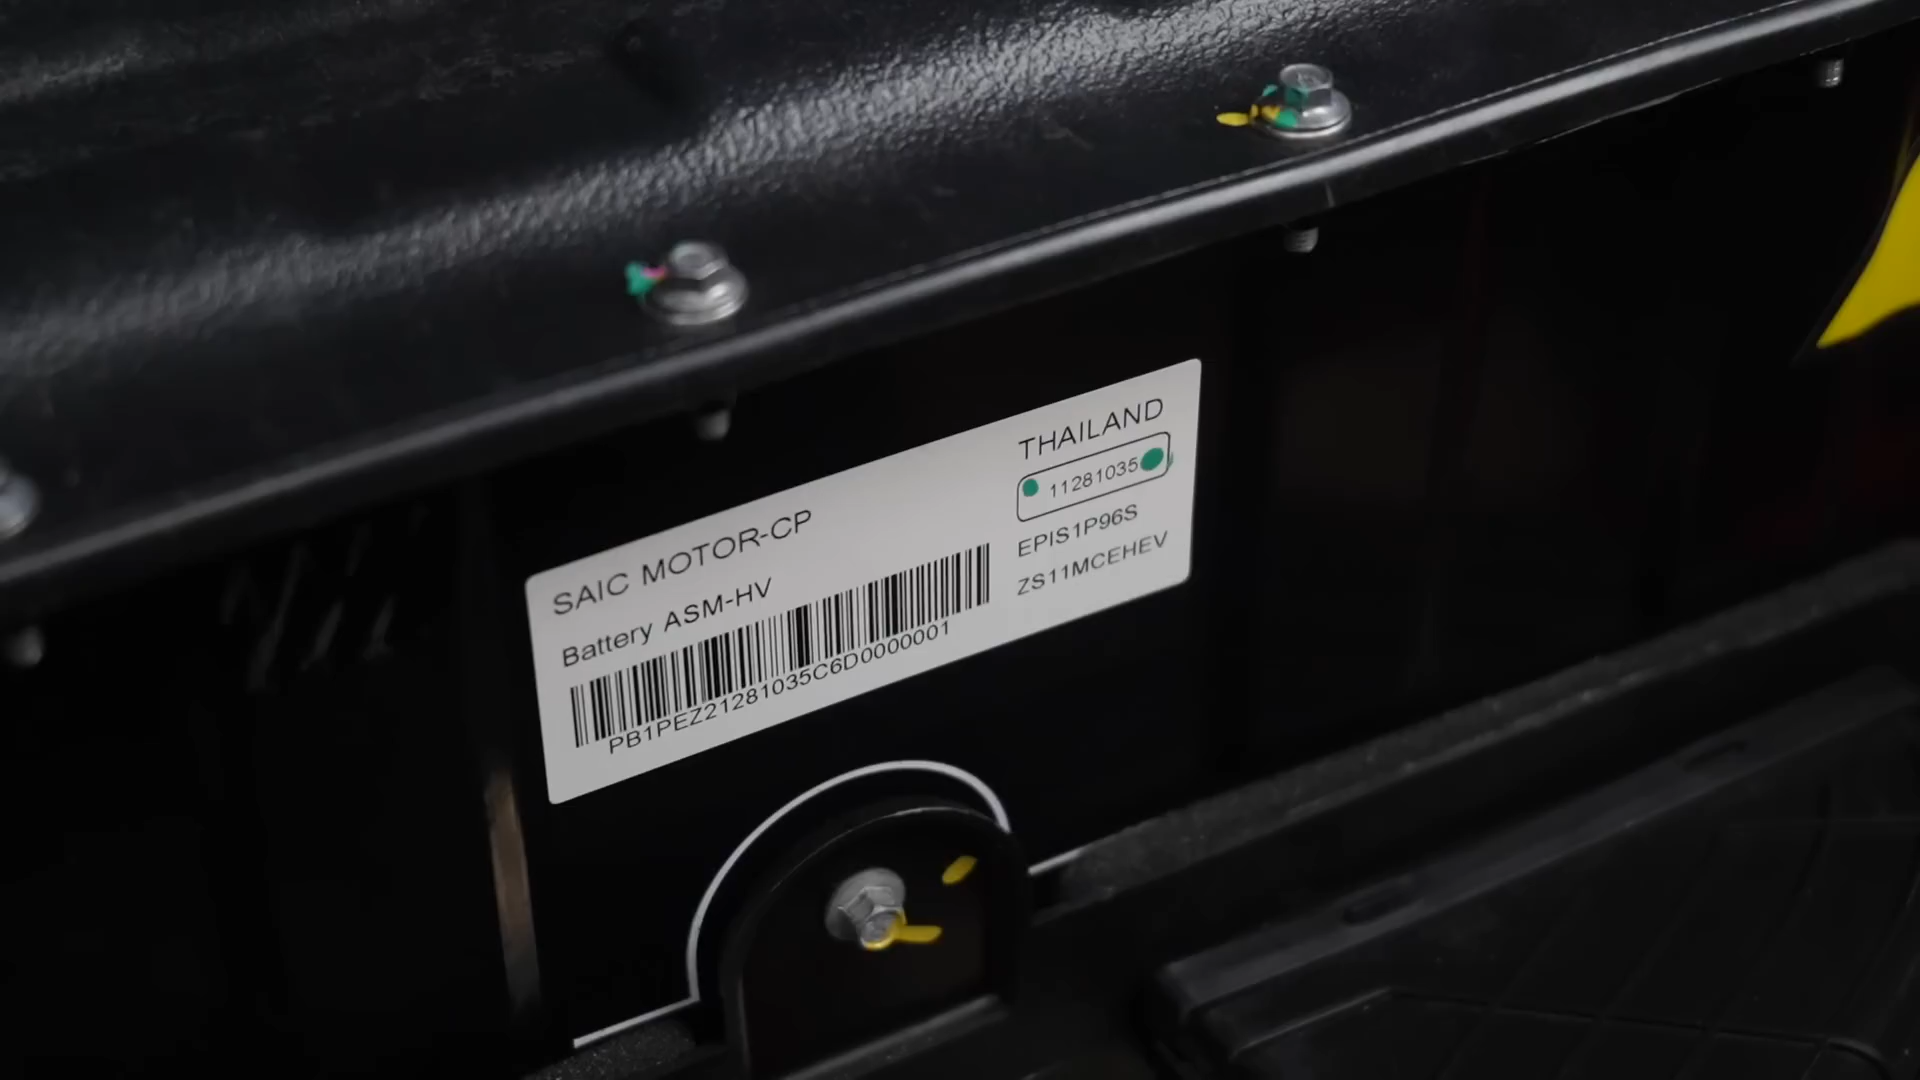 SAIC MOTOR-CP
Battery ASM-HV
PB1PEZ21281035C6D0000001
THAILAND
11281035
EPIS1P96S
ZS11MCEHEV